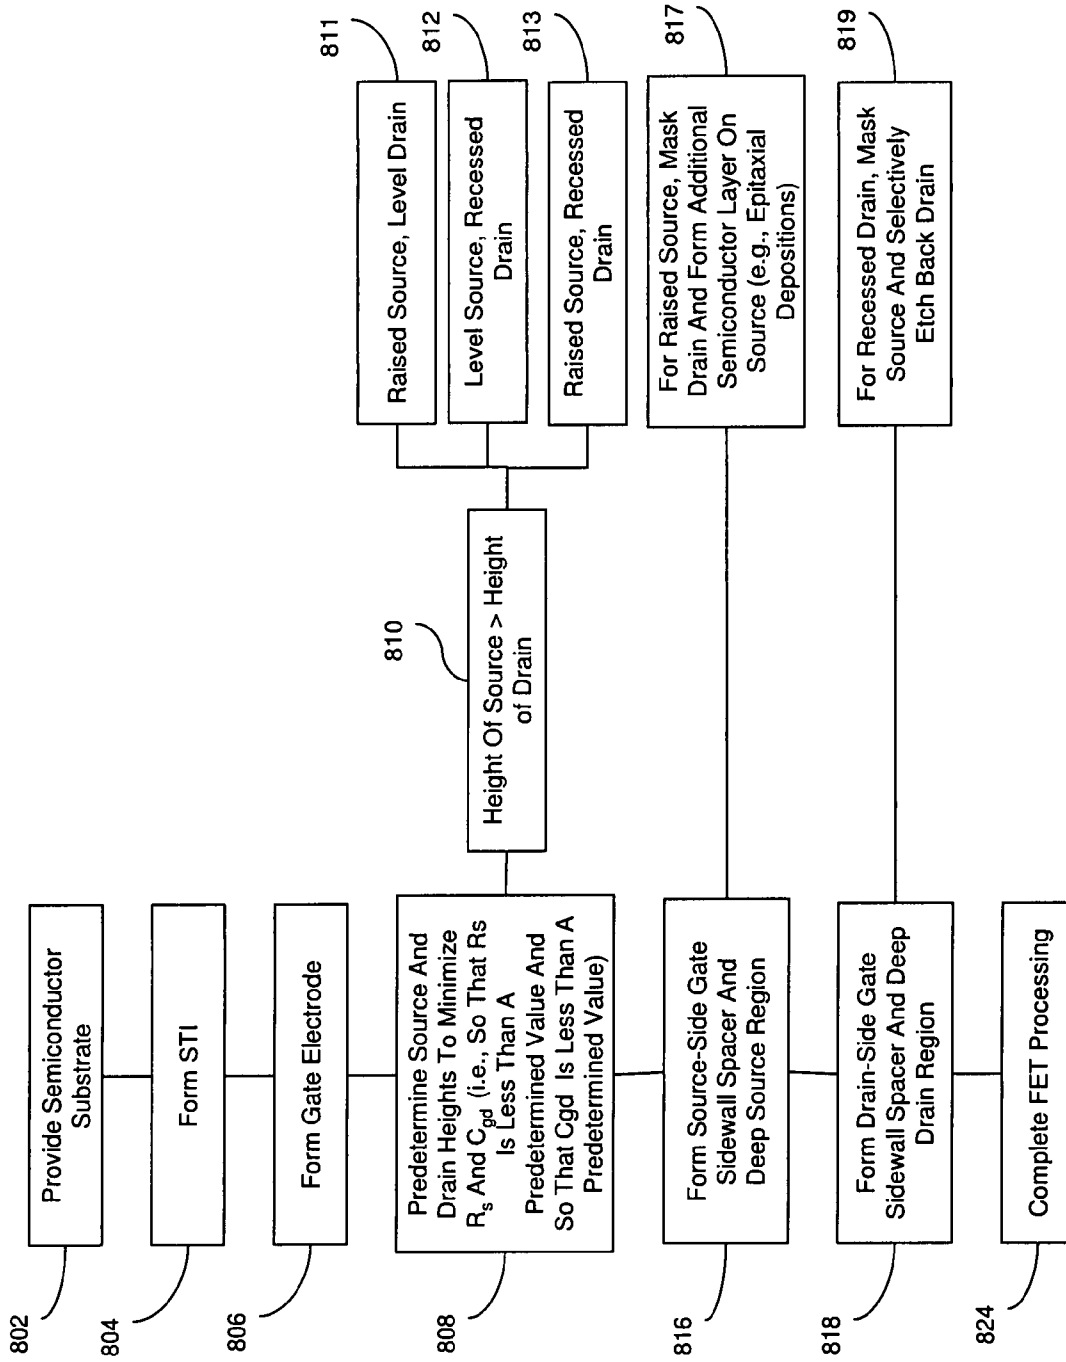 802
Provide Semiconductor
Substrate
804
Form STI
806
Form Gate Electrode
808
Predetermine Source And
Drain Heights To Minimize
Rs And Cgd (i.e., So That Rs
Is Less Than A
Predetermined Value And
So That Cgd Is Less Than A
Predetermined Value)
810
Height Of Source > Height
of Drain
811
Raised Source, Level Drain
812
Level Source, Recessed
Drain
813
Raised Source, Recessed
Drain
816
Form Source-Side Gate
Sidewall Spacer And
Deep Source Region
817
For Raised Source, Mask
Drain And Form Additional
Semiconductor Layer On
Source (e.g., Epitaxial
Depositions)
818
Form Drain-Side Gate
Sidewall Spacer And Deep
Drain Region
819
For Recessed Drain, Mask
Source And Selectively
Etch Back Drain
824
Complete FET Processing